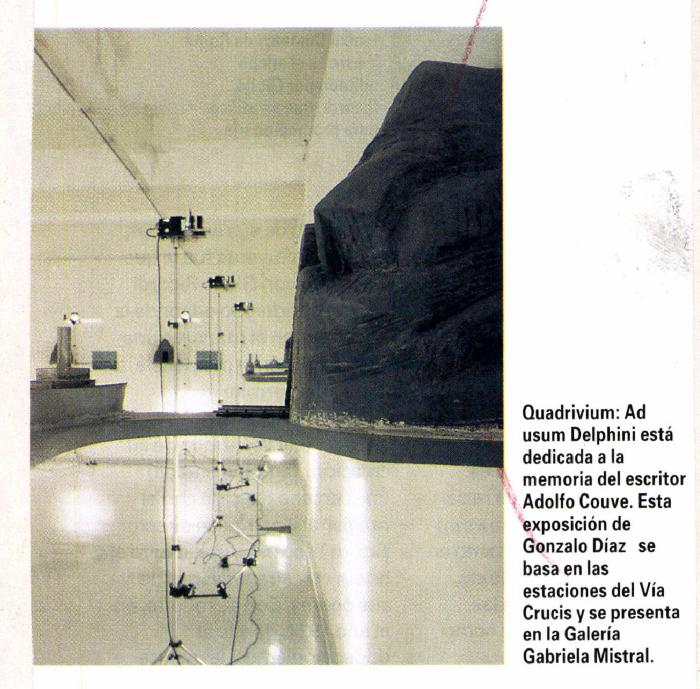 Quadrivium: Ad
usum Delphini está
dedicada a la
memoria del escritor
Adolfo Couve. Esta
exposición de
Gonzalo Díaz se
basa en las
estaciones del Vía
Crucis y se presenta
en la Galería
Gabriela Mistral.